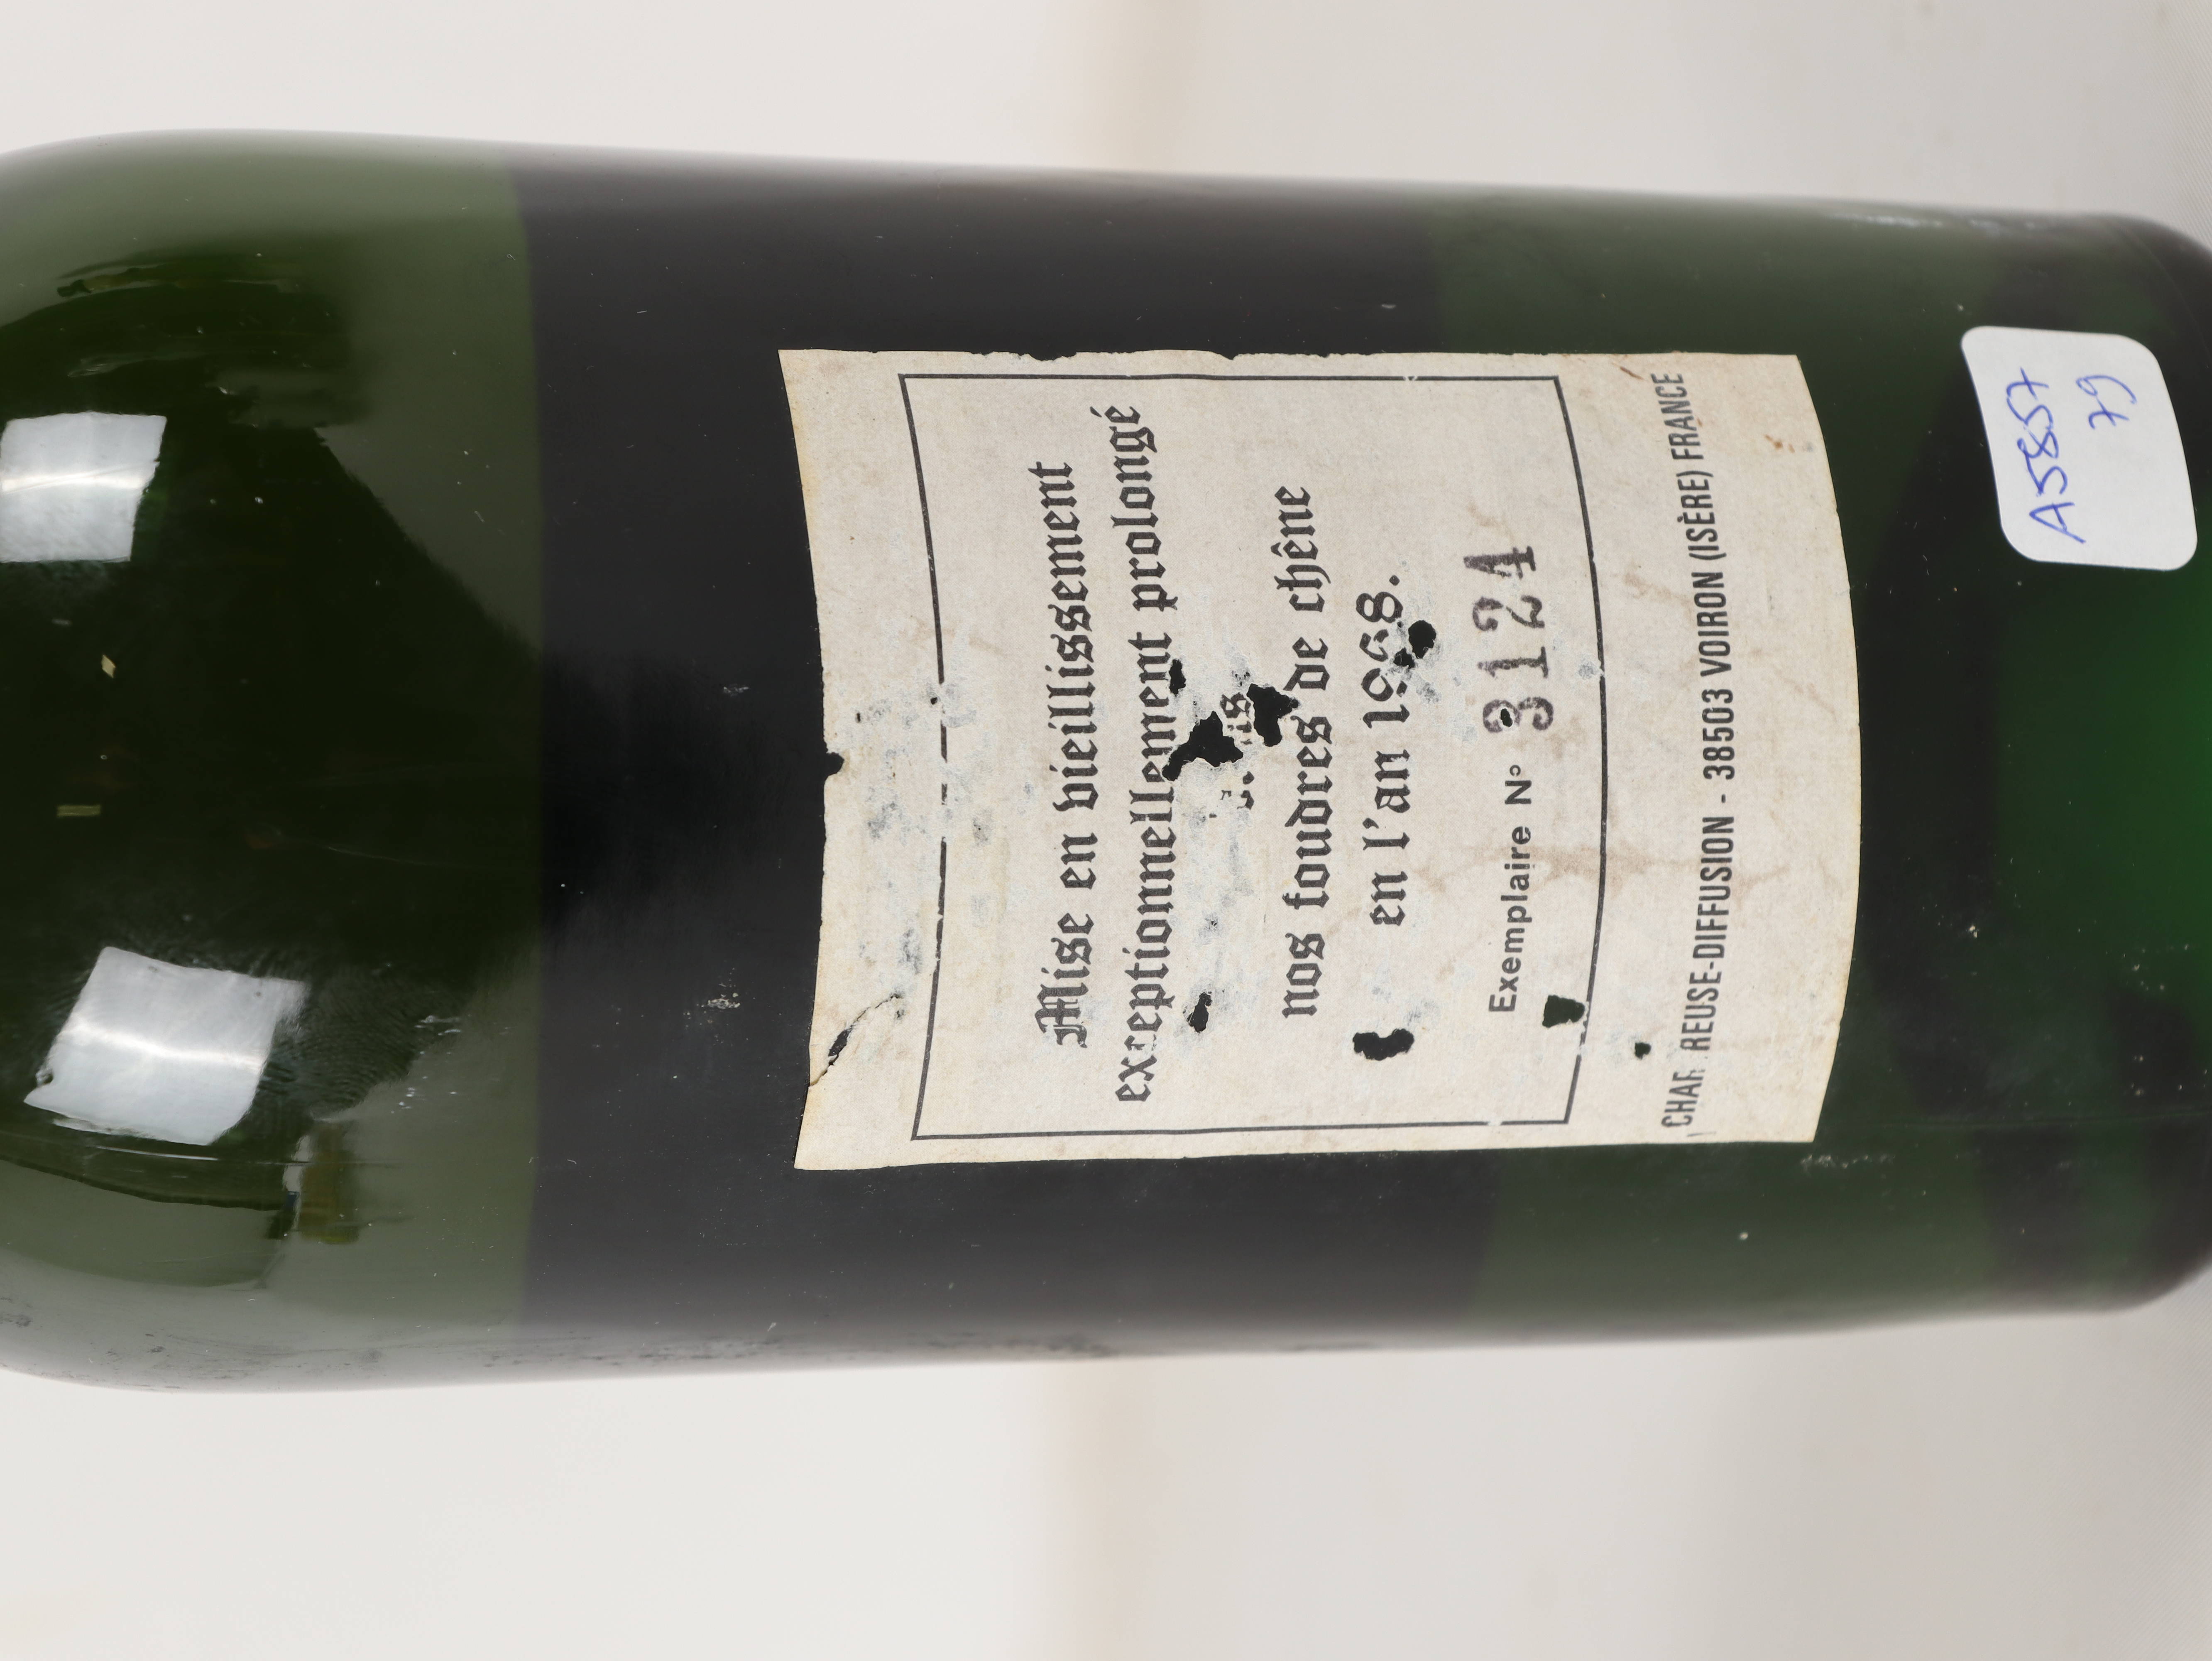 Mise en vieillissement
exceptionnellement prolongé
nos foudres de chêne
en l'an 1968.
Exemplaire N° 3124
CHAR REUSE-DIFFUSION - 38503 VOIRON (ISÈRE) FRANCE
A5857
79